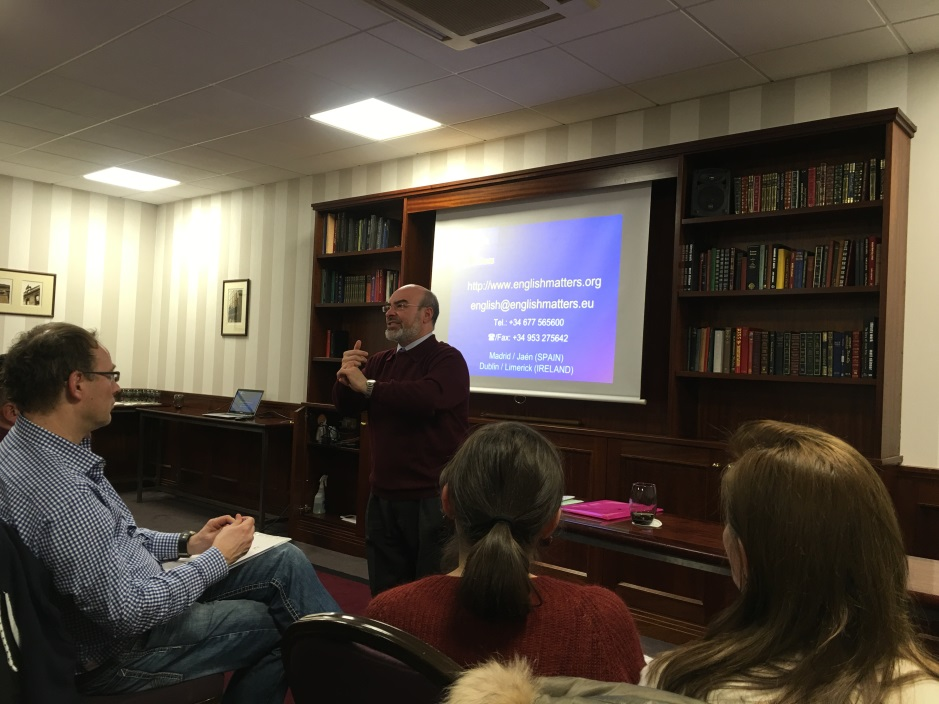 http://www.englishmatters.org
english@englishmatters.eu
Tel.: +34 677 565600
☎/Fax: +34 953 275642
Madrid / Jaén (SPAIN)
Dublin / Limerick (IRELAND)